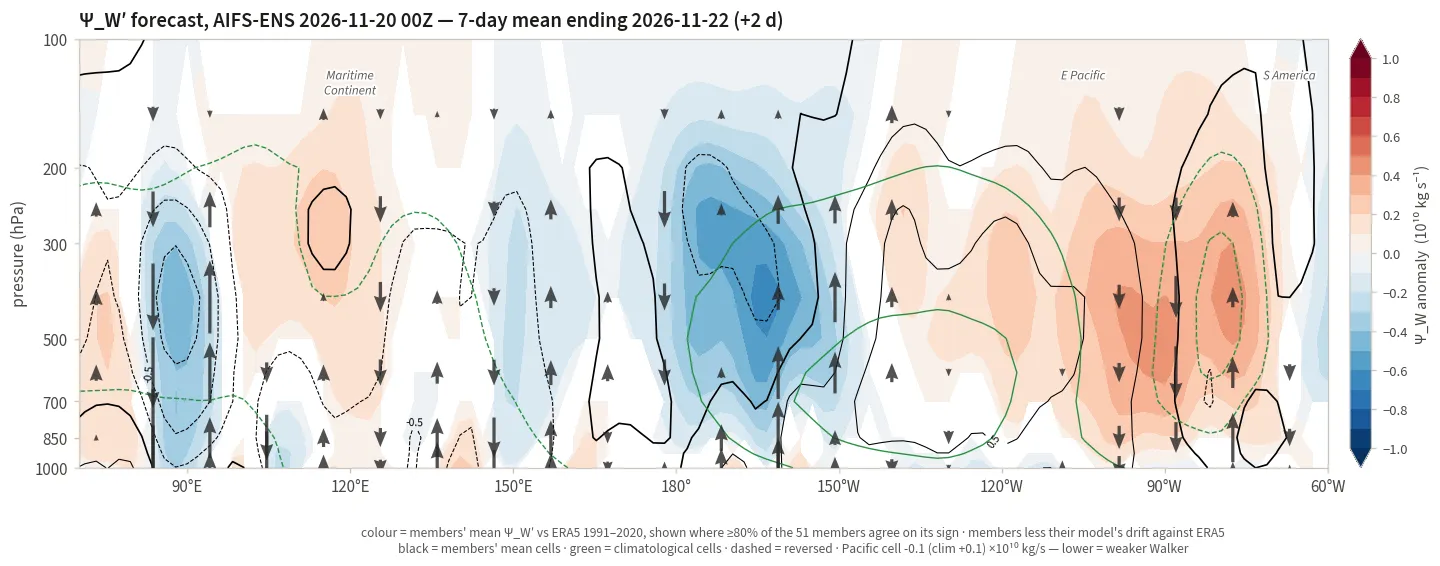 Ψ_W′ forecast, AIFS-ENS 2026-11-20 00Z — 7-day mean ending 2026-11-22 (+2 d)
100
200
300
400
500
700
850
1000
pressure (hPa)
Maritime
Continent
E Pacific
S America
-0.5
-0.5
0.5
90°E
120°E
150°E
180°
150°W
120°W
90°W
60°W
1.0
0.8
0.6
0.4
0.2
0.0
−0.2
−0.4
−0.6
−0.8
−1.0
Ψ_W anomaly (10¹⁰ kg s⁻¹)
colour = members' mean Ψ_W′ vs ERA5 1991–2020, shown where ≥80% of the 51 members agree on its sign · members less their model's drift against ERA5
black = members' mean cells · green = climatological cells · dashed = reversed · Pacific cell -0.1 (clim +0.1) ×10¹⁰ kg/s — lower = weaker Walker